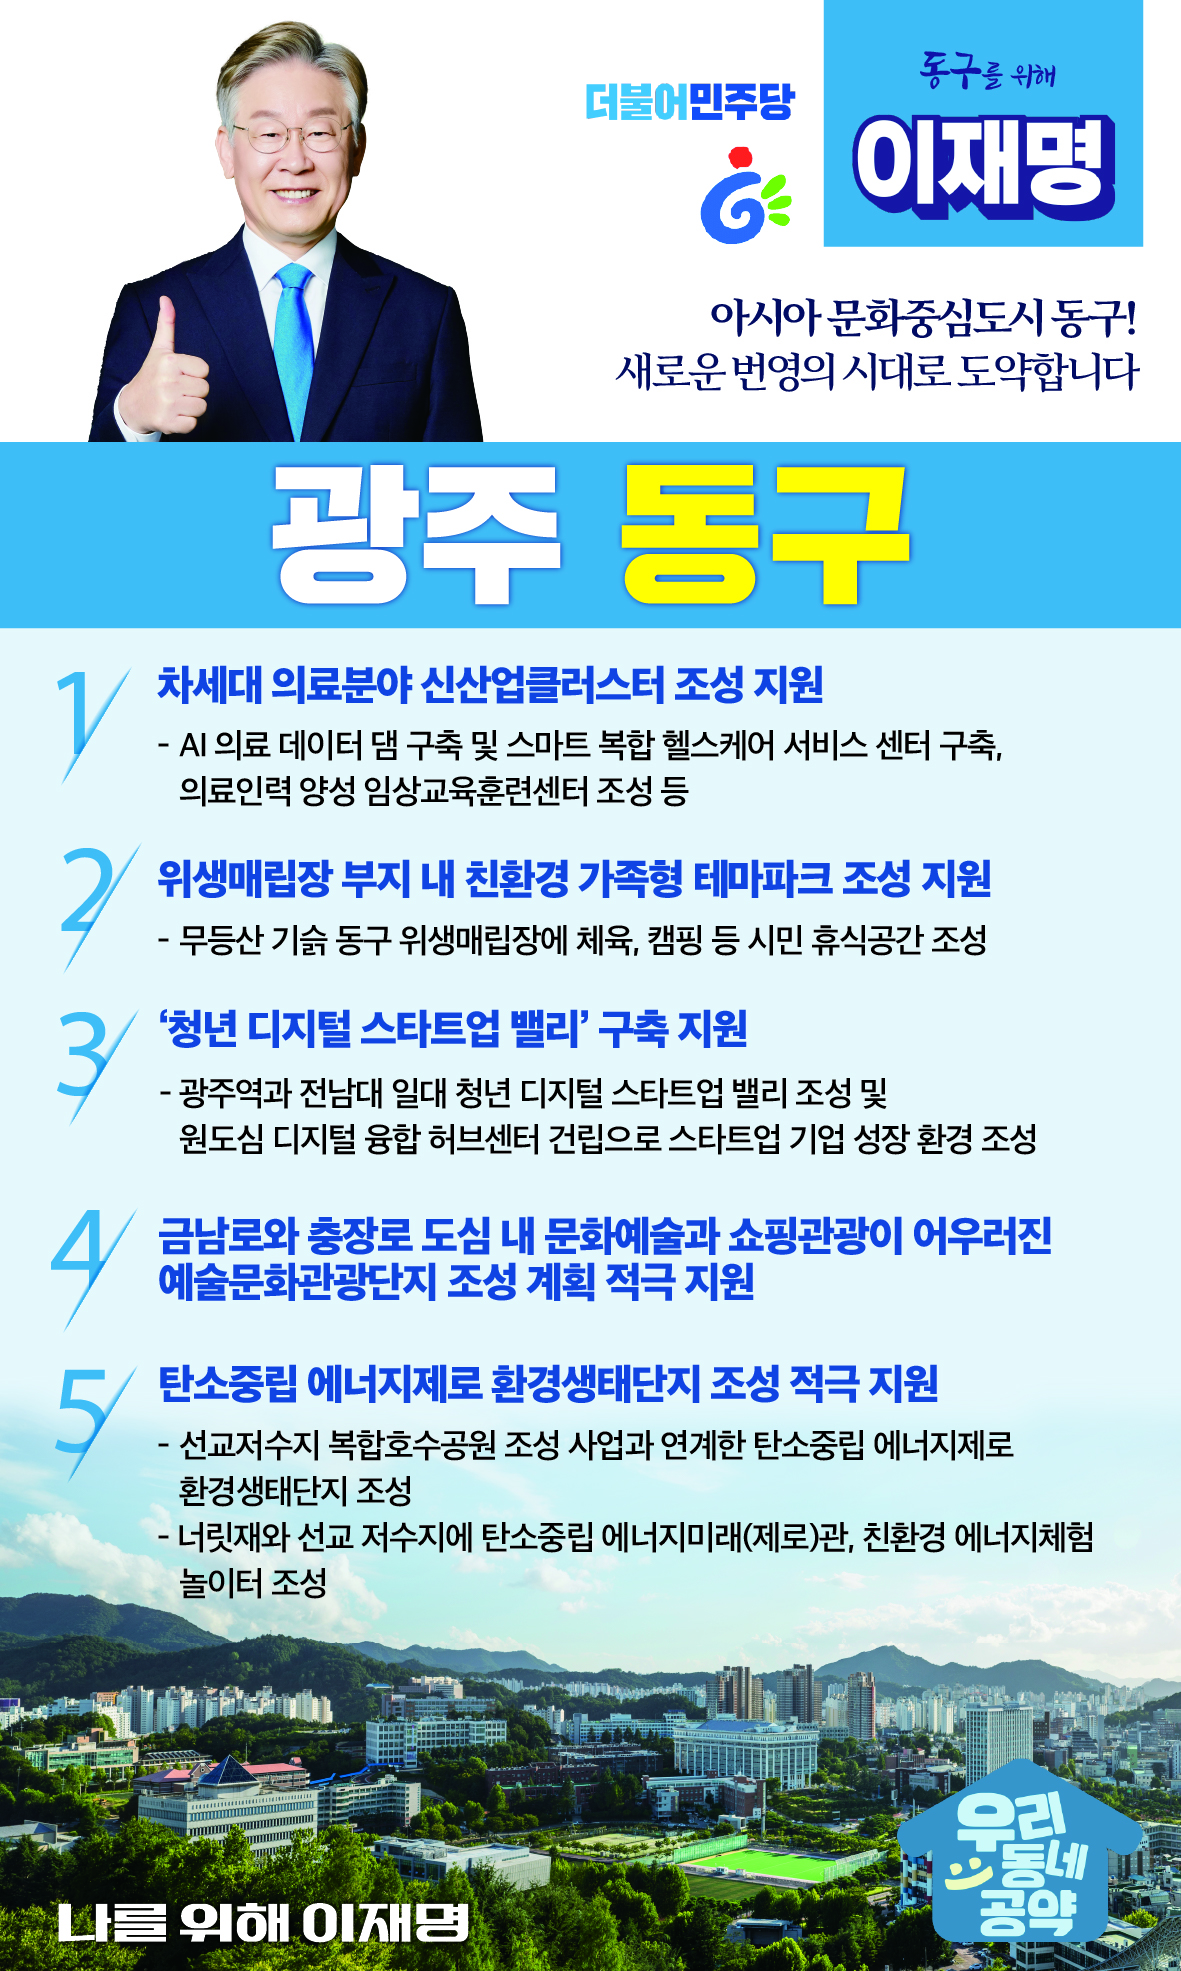 더불어민주당
동구를 위해
이재명
아시아 문화중심도시 동구!
새로운 번영의 시대로 도약합니다
광주 동구
1 차세대 의료분야 신산업클러스터 조성 지원
- AI 의료 데이터 댐 구축 및 스마트 복합 헬스케어 서비스 센터 구축,
의료인력 양성 임상교육훈련센터 조성 등
2 위생매립장 부지 내 친환경 가족형 테마파크 조성 지원
- 무등산 기슭 동구 위생매립장에 체육, 캠핑 등 시민 휴식공간 조성
3 ‘청년 디지털 스타트업 밸리’ 구축 지원
- 광주역과 전남대 일대 청년 디지털 스타트업 밸리 조성 및
원도심 디지털 융합 허브센터 건립으로 스타트업 기업 성장 환경 조성
4 금남로와 충장로 도심 내 문화예술과 쇼핑관광이 어우러진
예술문화관광단지 조성 계획 적극 지원
5 탄소중립 에너지제로 환경생태단지 조성 적극 지원
- 선교저수지 복합호수공원 조성 사업과 연계한 탄소중립 에너지제로
환경생태단지 조성
- 너릿재와 선교 저수지에 탄소중립 에너지미래(제로)관, 친환경 에너지체험
놀이터 조성
우리
동네
공약
나를 위해 이재명